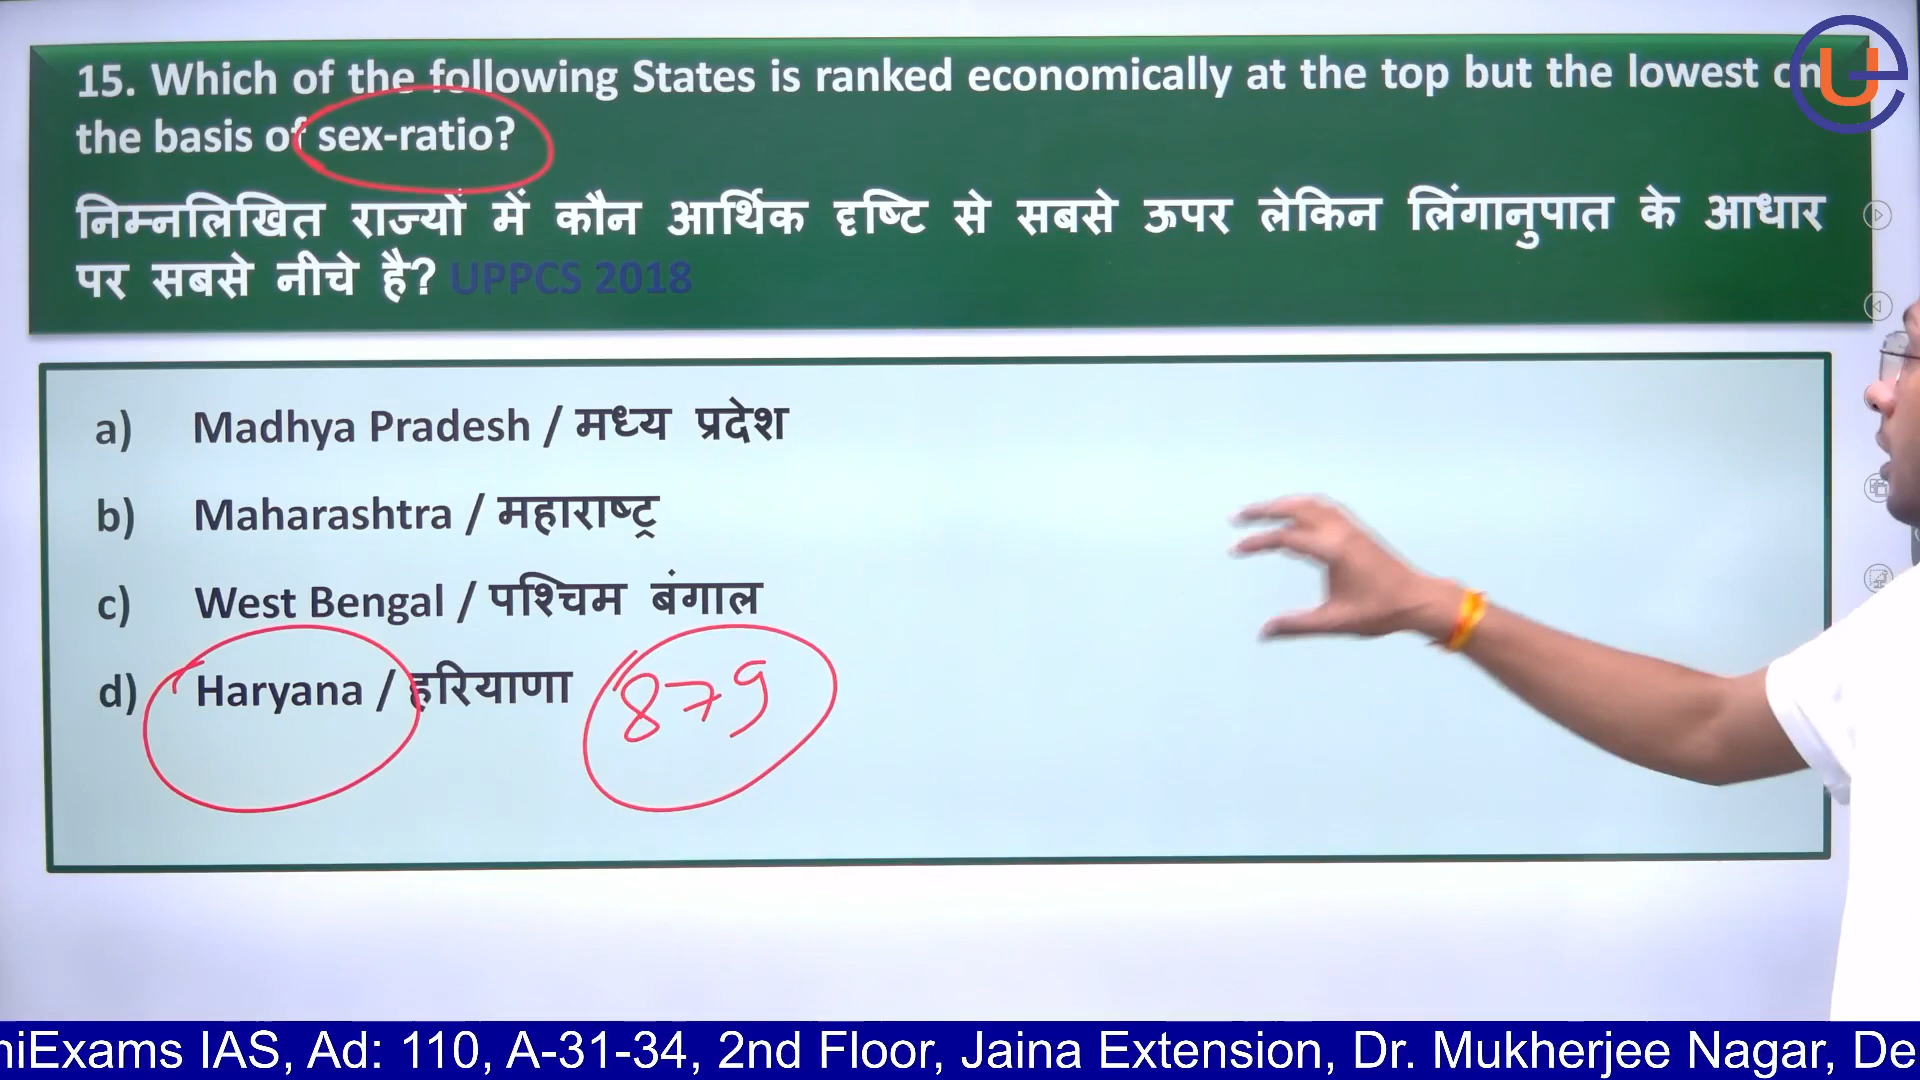 15. Which of the following States is ranked economically at the top but the lowest on
the basis of sex-ratio?
निम्नलिखित राज्यों में कौन आर्थिक दृष्टि से सबसे ऊपर लेकिन लिंगानुपात के आधार
पर सबसे नीचे है? UPPCS 2018
a) Madhya Pradesh / मध्य प्रदेश
b) Maharashtra / महाराष्ट्र
c) West Bengal / पश्चिम बंगाल
d) Haryana / हरियाणा 879
niExams IAS, Ad: 110, A-31-34, 2nd Floor, Jaina Extension, Dr. Mukherjee Nagar, De